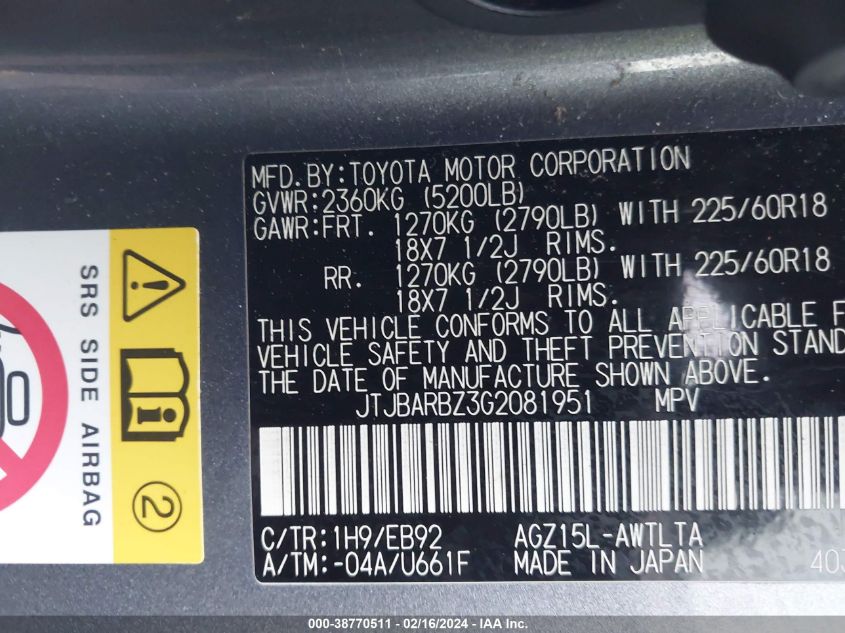 MFD.BY:TOYOTA MOTOR CORPORATION
GVWR:2360KG (5200LB)
GAWR:FRT. 1270KG (2790LB) WITH 225/60R18
18X7 1/2J RIMS.
RR. 1270KG (2790LB) WITH 225/60R18
18X7 1/2J RIMS.
THIS VEHICLE CONFORMS TO ALL APPLICABLE F
VEHICLE SAFETY AND THEFT PREVENTION STAND
THE DATE OF MANUFACTURE SHOWN ABOVE.
JTJBARBZ3G2081951 MPV
C/TR:1H9/EB92 AGZ15L-AWTLTA
A/TM:-04A/U661F MADE IN JAPAN 403
SRS SIDE AIRBAG
2
000-38770511 - 02/16/2024 - IAA Inc.